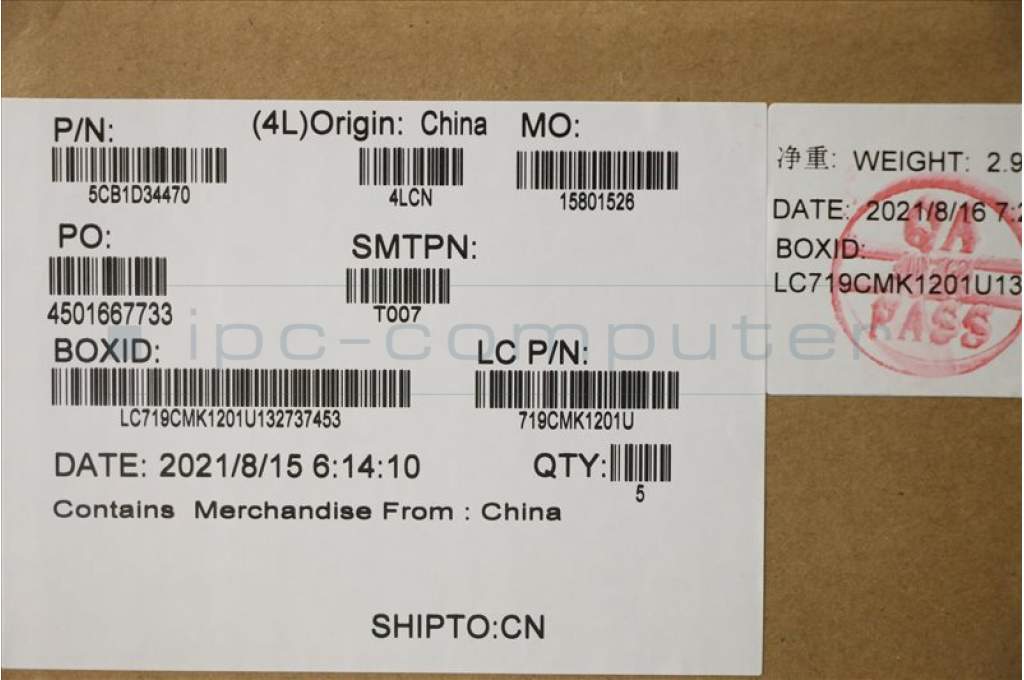 P/N: (4L)Origin: China MO:
5CB1D34470 4LCN 15801526
PO: SMTPN:
4501667733 T007
BOXID: LC P/N:
LC719CMK1201U132737453 719CMK1201U
DATE: 2021/8/15 6:14:10 QTY:
5
Contains Merchandise From : China
SHIPTO:CN
净重: WEIGHT: 2.9
DATE: 2021/8/16 7:2
BOXID:
LC719CMK1201U13
QA
PASS
ipc-computer